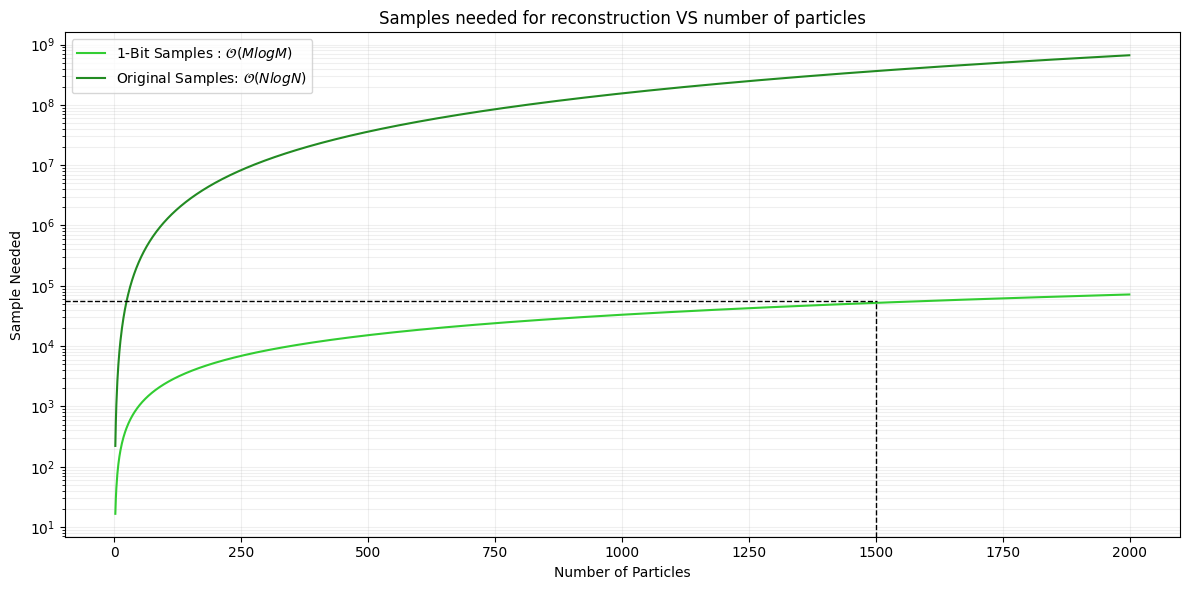 Samples needed for reconstruction VS number of particles
1-Bit Samples : 𝒪(MlogM)
Original Samples: 𝒪(NlogN)
Sample Needed
10⁹
10⁸
10⁷
10⁶
10⁵
10⁴
10³
10²
10¹
0 250 500 750 1000 1250 1500 1750 2000
Number of Particles